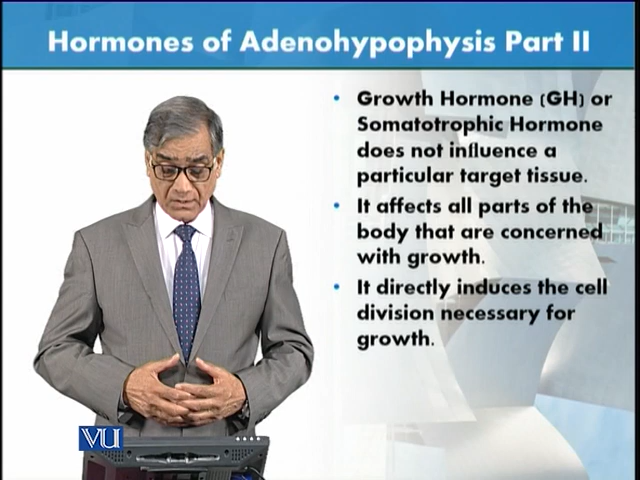 Hormones of Adenohypophysis Part II
• Growth Hormone (GH) or
Somatotrophic Hormone
does not influence a
particular target tissue.
• It affects all parts of the
body that are concerned
with growth.
• It directly induces the cell
division necessary for
growth.
VU